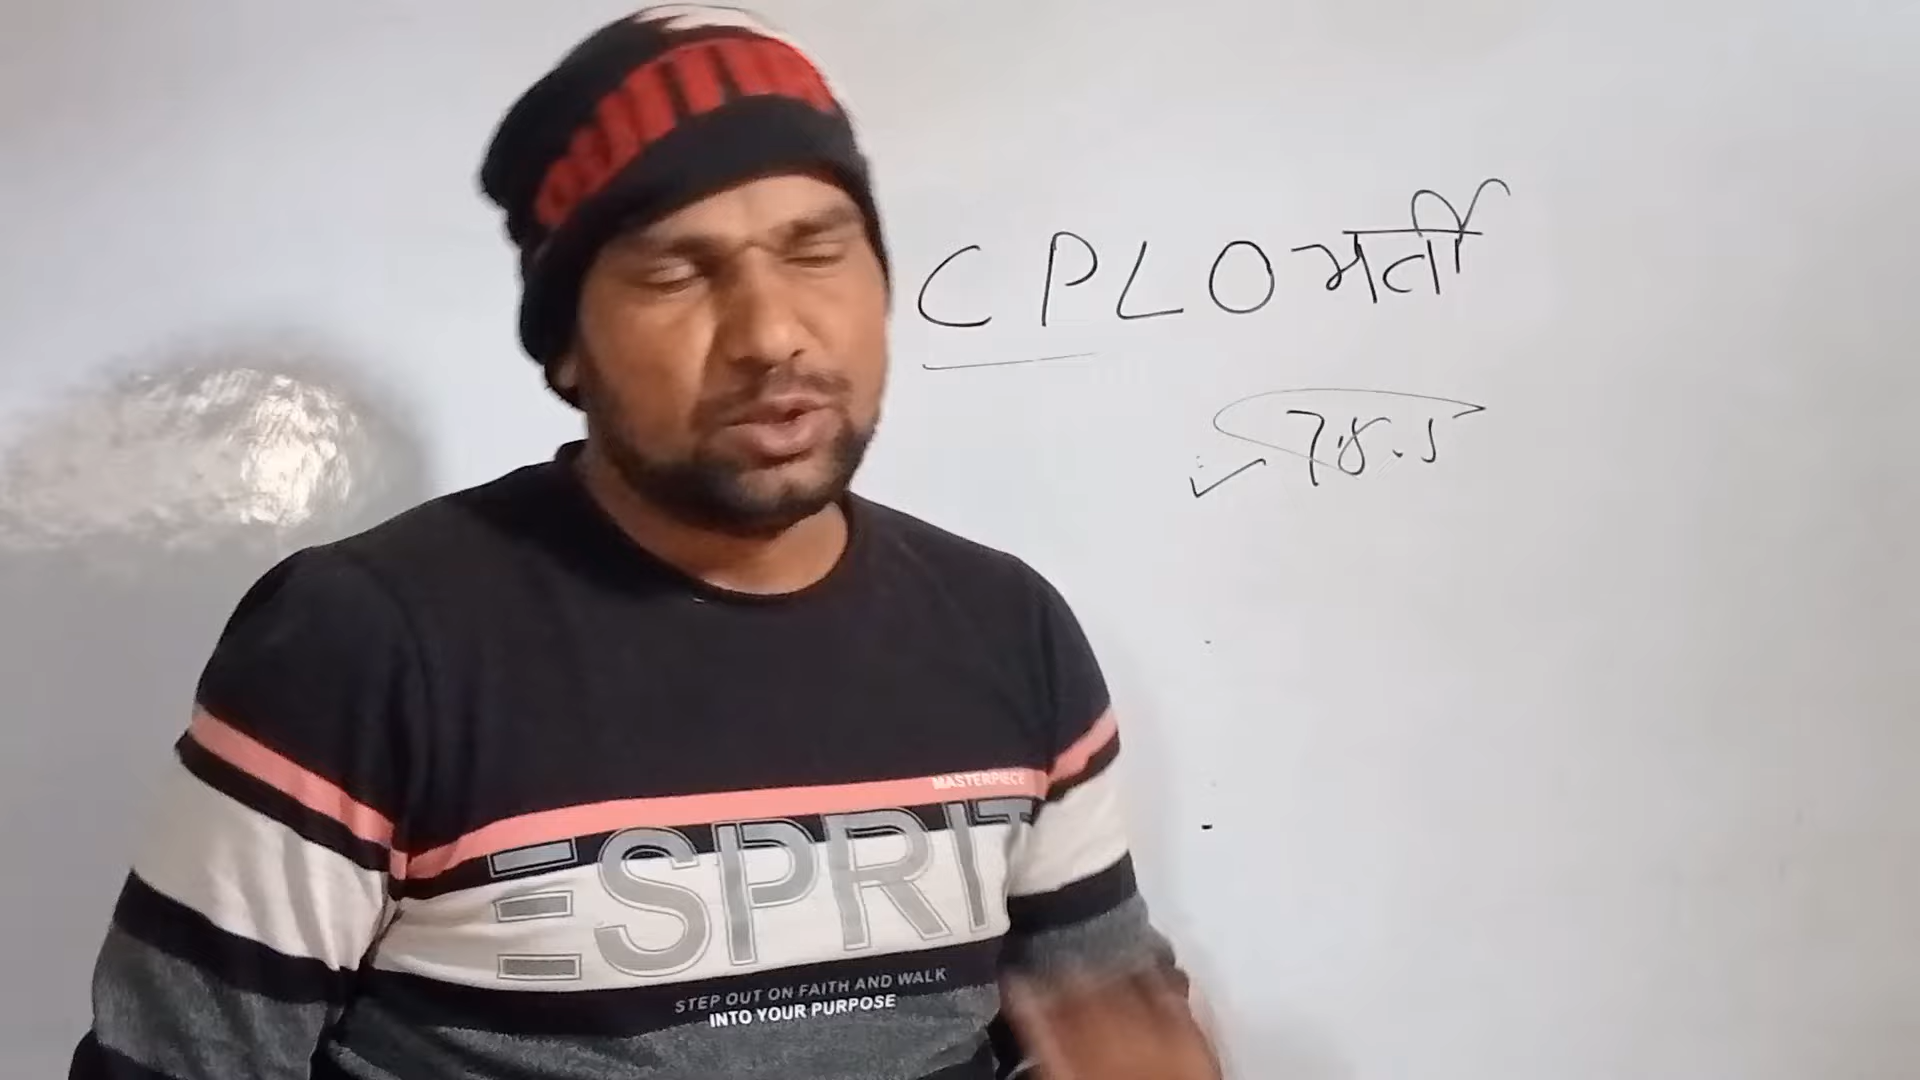 CPLO भर्ती
MASTERPIECE
ESPRIT
STEP OUT ON FAITH AND WALK
INTO YOUR PURPOSE